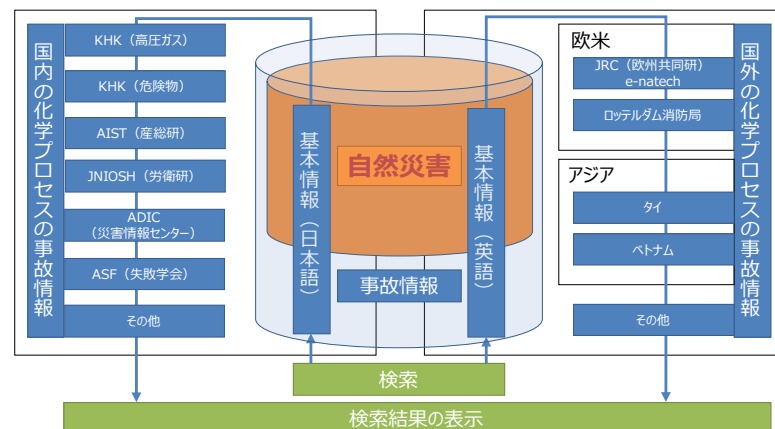 国内の化学プロセスの事故情報
KHK（高圧ガス）
KHK（危険物）
AIST（産総研）
JNIOSH（労衛研）
ADIC
（災害情報センター）
ASF（失敗学会）
その他
基本情報（日本語）
自然災害
事故情報
基本情報（英語）
欧米
JRC（欧州共同研）
e-natech
ロッテルダム消防局
アジア
タイ
ベトナム
その他
国外の化学プロセスの事故情報
検索
検索結果の表示